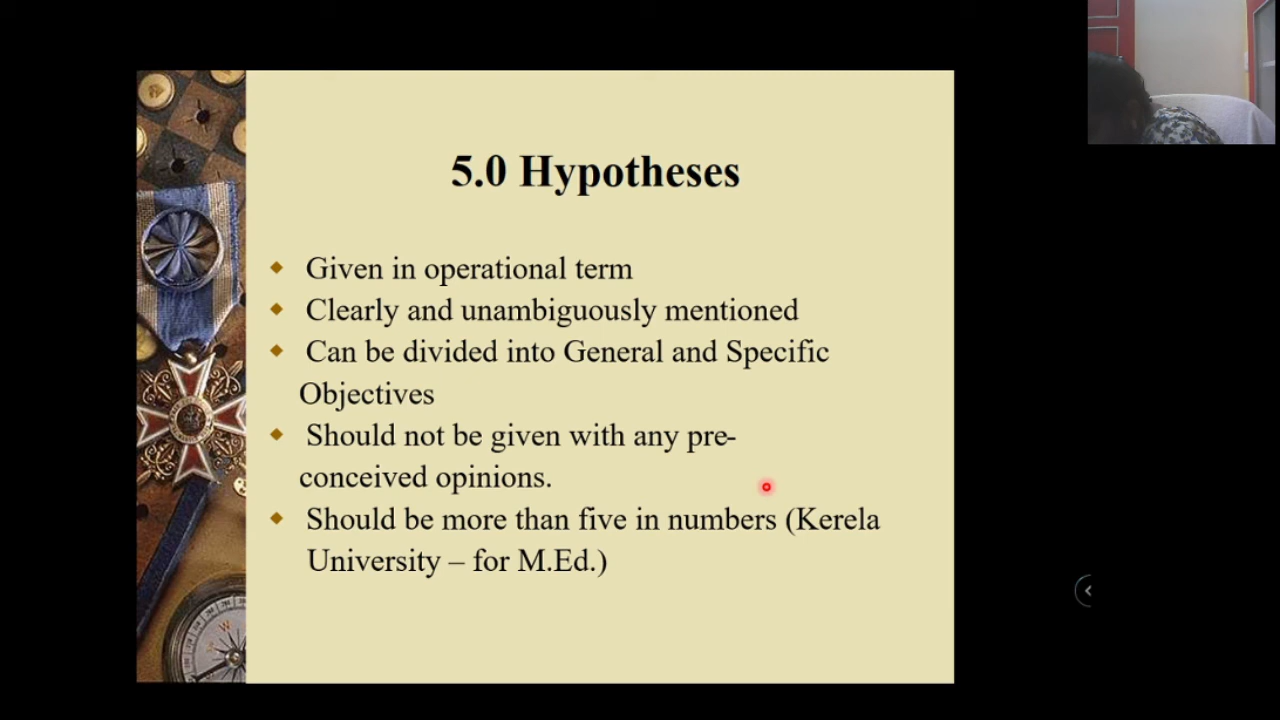 5.0 Hypotheses
Given in operational term
Clearly and unambiguously mentioned
Can be divided into General and Specific
Objectives
Should not be given with any pre-
conceived opinions.
Should be more than five in numbers (Kerela
University – for M.Ed.)